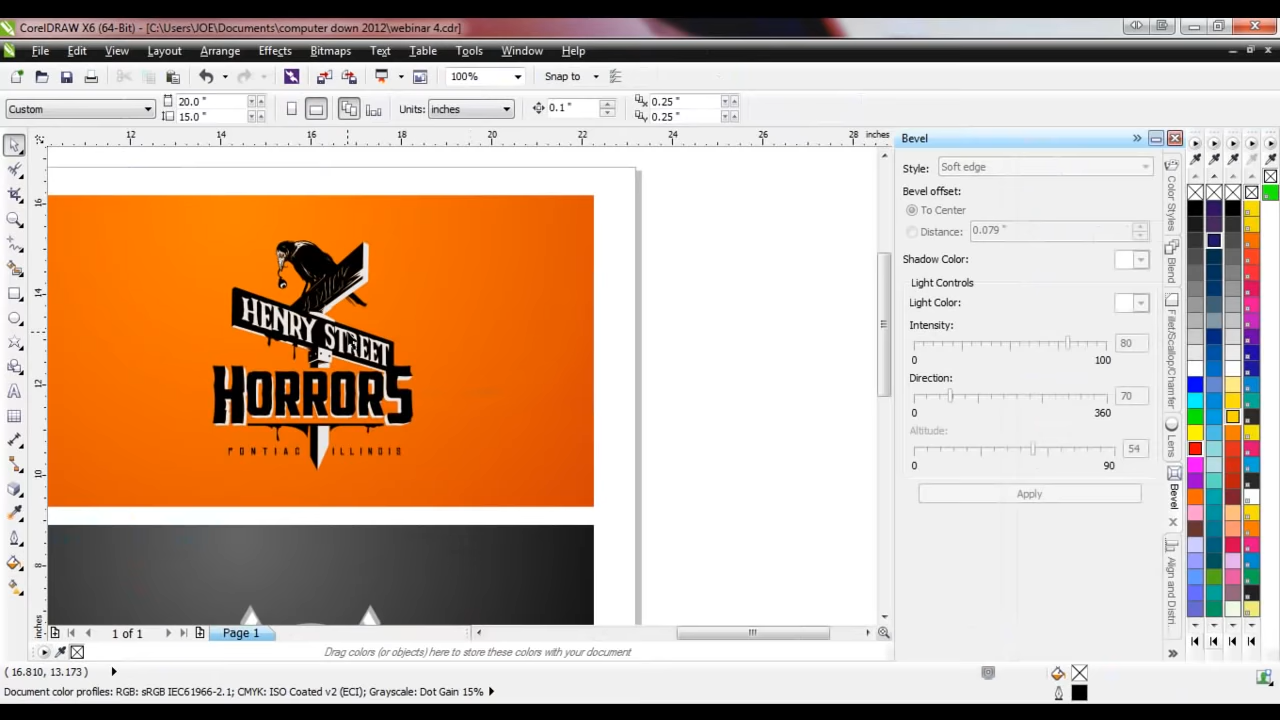 CorelDRAW X6 (64-Bit) - [C:\Users\JOE\Documents\computer down 2012\webinar 4.cdr]
File Edit View Layout Arrange Effects Bitmaps Text Table Tools Window Help
100% Snap to
Custom 20.0 " 15.0 " Units: inches 0.1 " 0.25 " 0.25 "
12 14 16 18 20 22 24 26 28 inches
16
14
12
10
8
inches
HENRY STREET
HORRORS
PONTIAC ILLINOIS
Bevel
Style: Soft edge
Bevel offset:
To Center
Distance: 0.079 "
Shadow Color:
Light Controls
Light Color:
Intensity:
80
0 100
Direction:
70
0 360
Altitude:
54
0 90
Apply
Color Styles
Blend
Fillet/Scallop/Chamfer
Lens
Bevel
Align and Distri
1 of 1 Page 1
Drag colors (or objects) here to store these colors with your document
( 16.810, 13.173 )
Document color profiles: RGB: sRGB IEC61966-2.1; CMYK: ISO Coated v2 (ECI); Grayscale: Dot Gain 15%